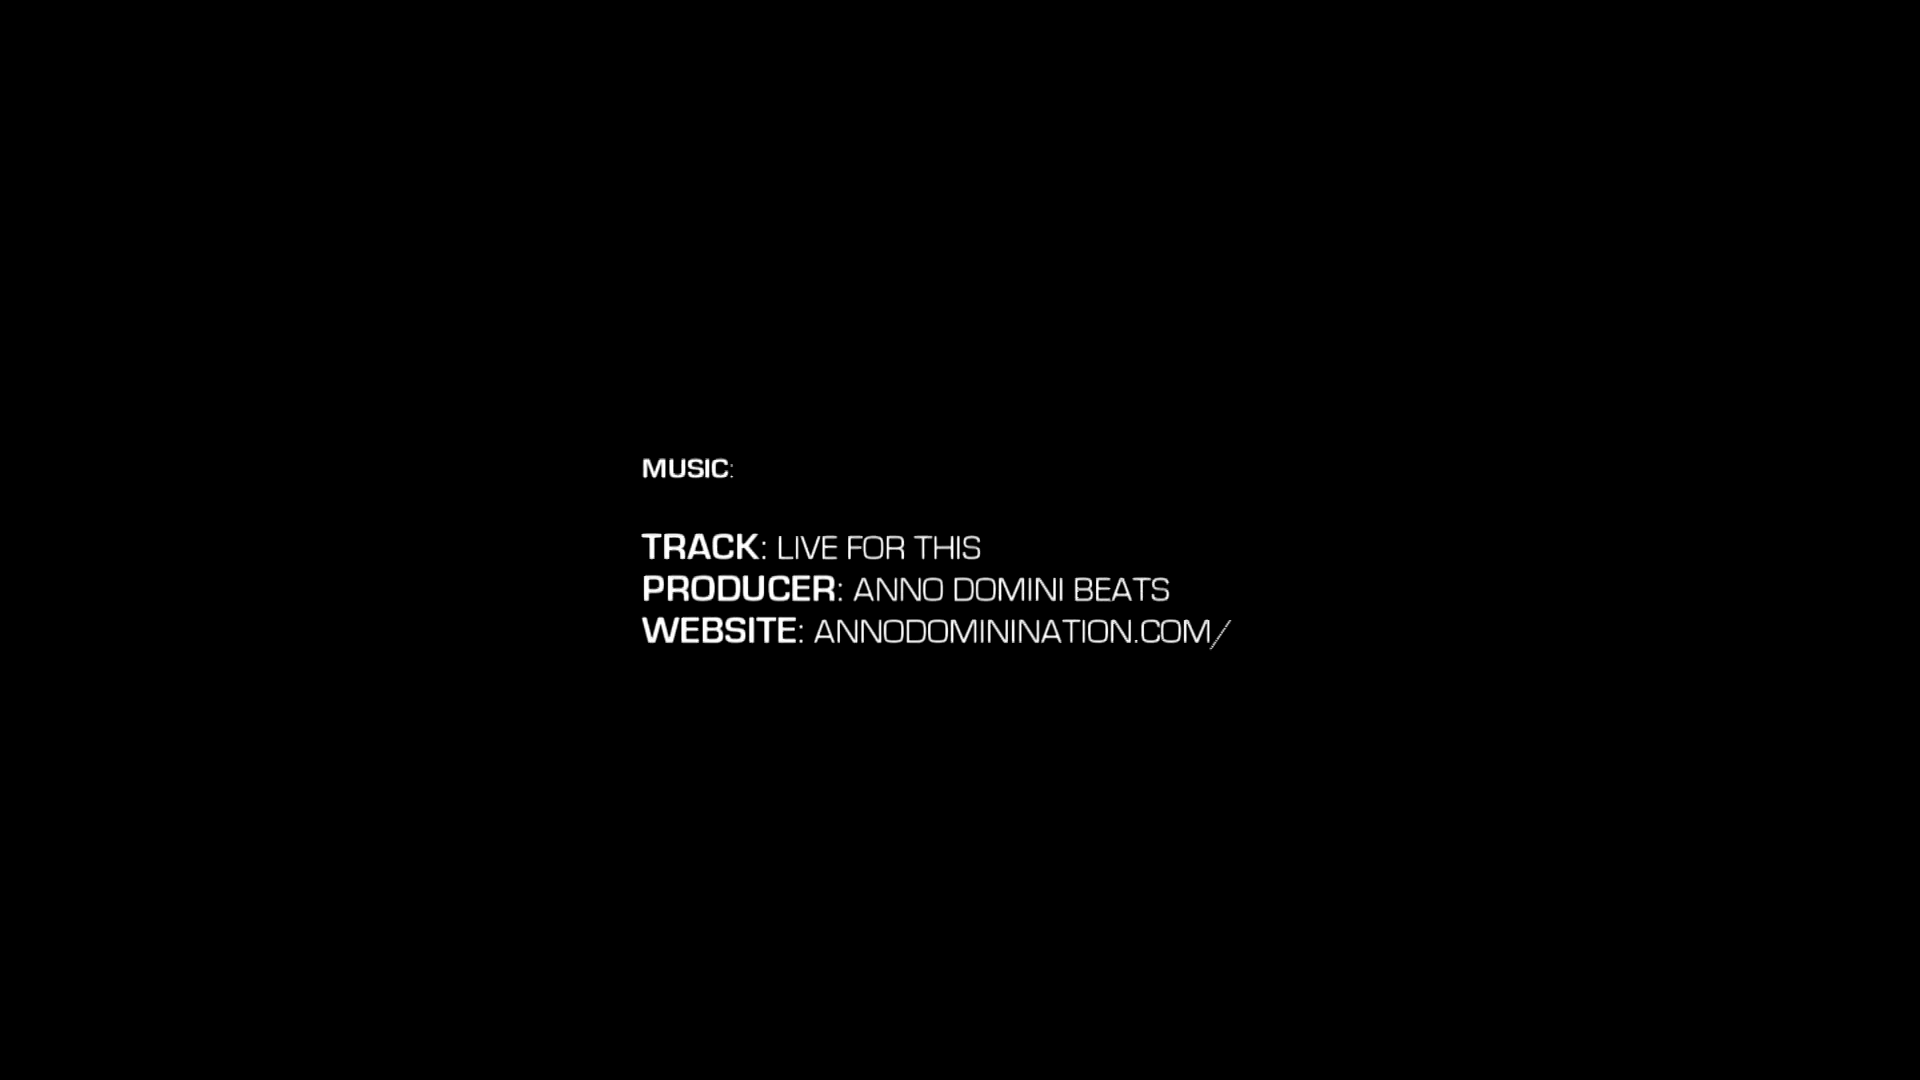 MUSIC:
TRACK: LIVE FOR THIS
PRODUCER: ANNO DOMINI BEATS
WEBSITE: ANNODOMININATION.COM/